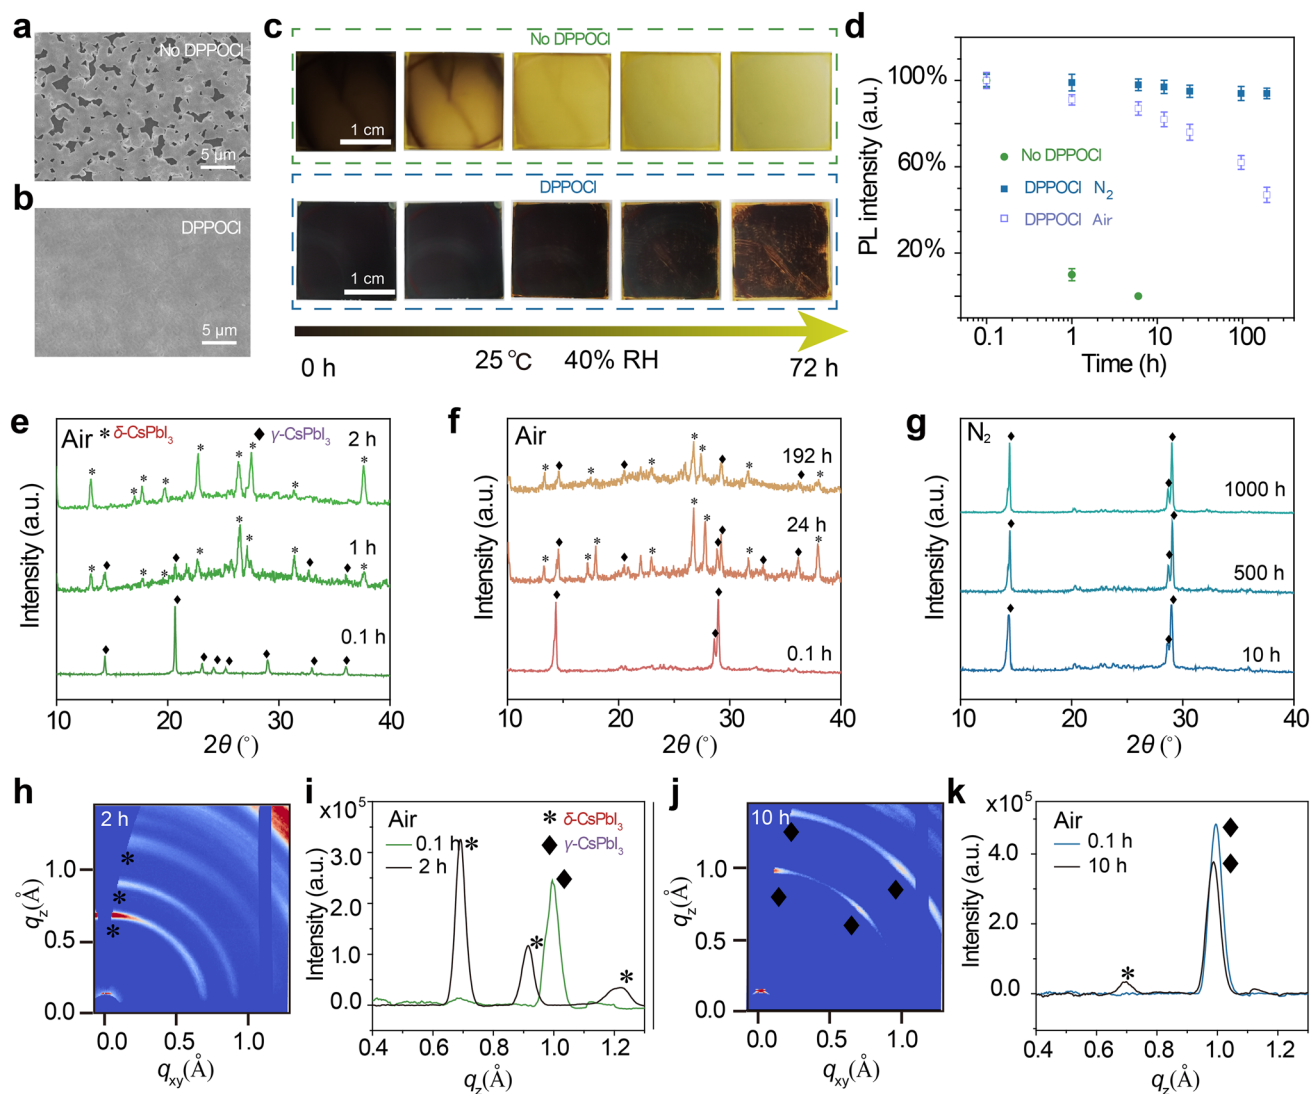 a
No DPPOCl
5 µm
b
DPPOCl
5 µm
c
No DPPOCl
1 cm
DPPOCl
1 cm
0 h
25 °C
40% RH
72 h
d
PL intensity (a.u.)
100%
60%
20%
No DPPOCl
DPPOCl N2
DPPOCl Air
0.1
1
10
100
Time (h)
e
Air
* δ-CsPbI3
♦ γ-CsPbI3
2 h
1 h
0.1 h
Intensity (a.u.)
10
20
30
40
2θ (°)
f
Air
192 h
24 h
0.1 h
Intensity (a.u.)
10
20
30
40
2θ (°)
g
N2
1000 h
500 h
10 h
Intensity (a.u.)
10
20
30
40
2θ (°)
h
2 h
1.0
0.5
0.0
qz(Å)
0.0
0.5
1.0
qxy(Å)
i
x10^5
Air
0.1 h
2 h
* δ-CsPbI3
♦ γ-CsPbI3
3.0
2.0
1.0
0.0
Intensity (a.u.)
0.4
0.6
0.8
1.0
1.2
qz(Å)
j
10 h
1.0
0.5
0.0
qz(Å)
0.0
0.5
1.0
qxy(Å)
k
x10^5
Air
0.1 h
10 h
4.0
2.0
0.0
Intensity (a.u.)
0.4
0.6
0.8
1.0
1.2
qz(Å)